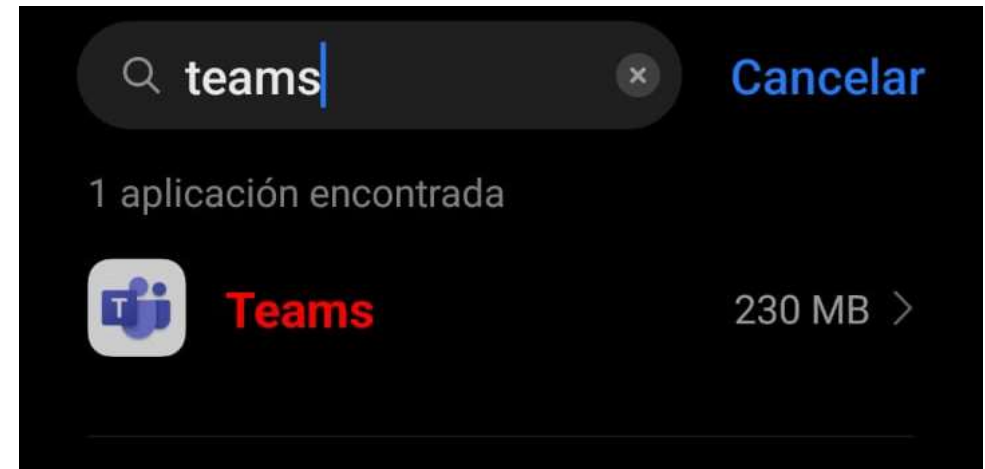 teams
Cancelar
1 aplicación encontrada
T
Teams
230 MB